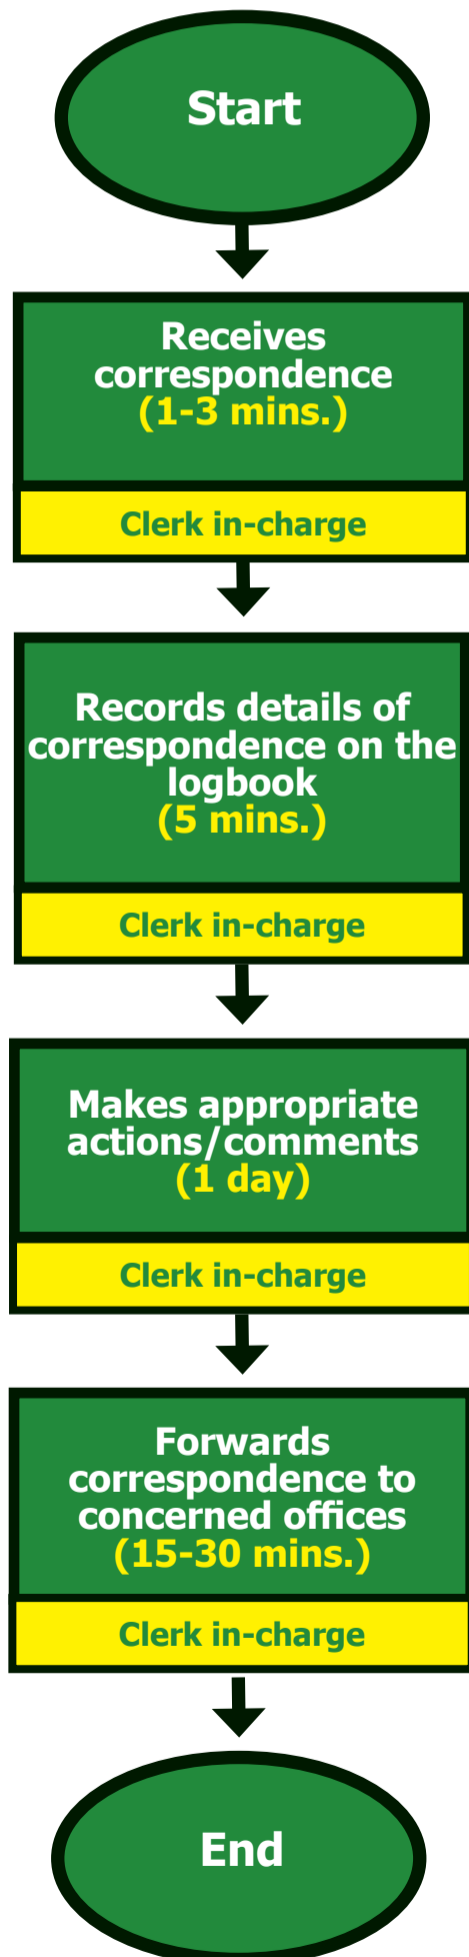 Start
Receives
correspondence
(1-3 mins.)
Clerk in-charge
Records details of
correspondence on the
logbook
(5 mins.)
Clerk in-charge
Makes appropriate
actions/comments
(1 day)
Clerk in-charge
Forwards
correspondence to
concerned offices
(15-30 mins.)
Clerk in-charge
End